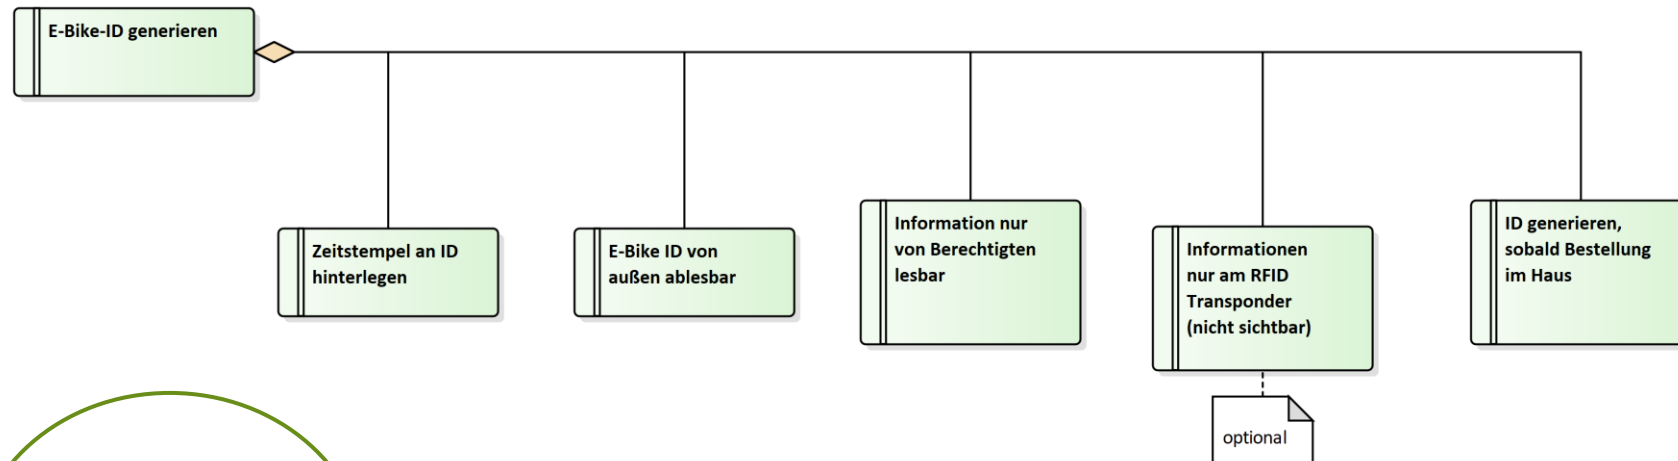 E-Bike-ID generieren
Zeitstempel an ID
hinterlegen
E-Bike ID von
außen ablesbar
Information nur
von Berechtigten
lesbar
Informationen
nur am RFID
Transponder
(nicht sichtbar)
ID generieren,
sobald Bestellung
im Haus
optional